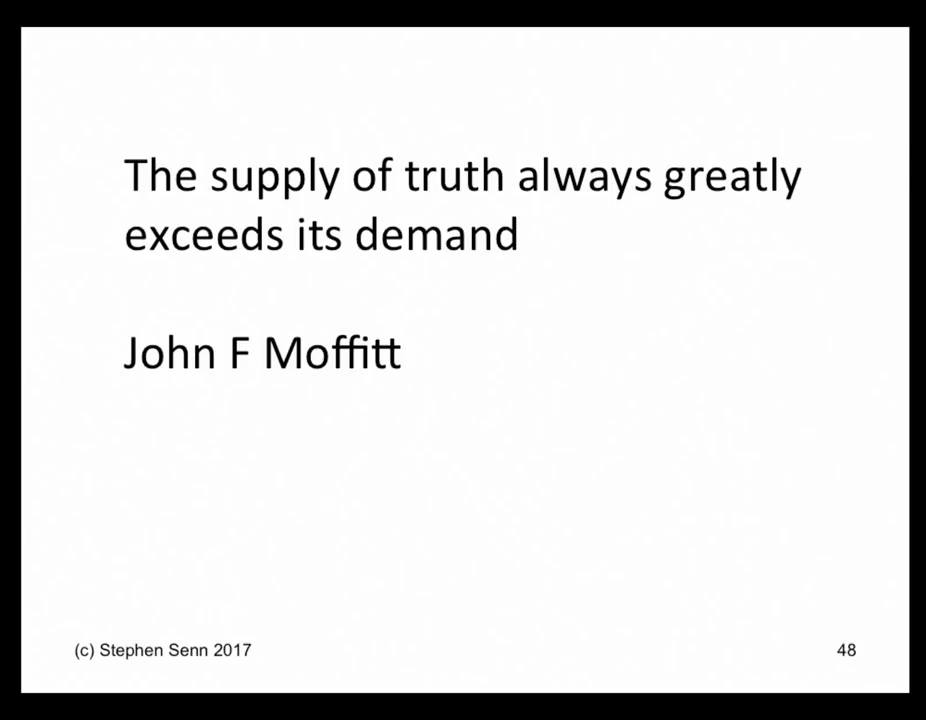 The supply of truth always greatly
exceeds its demand
John F Moffitt
(c) Stephen Senn 2017
48